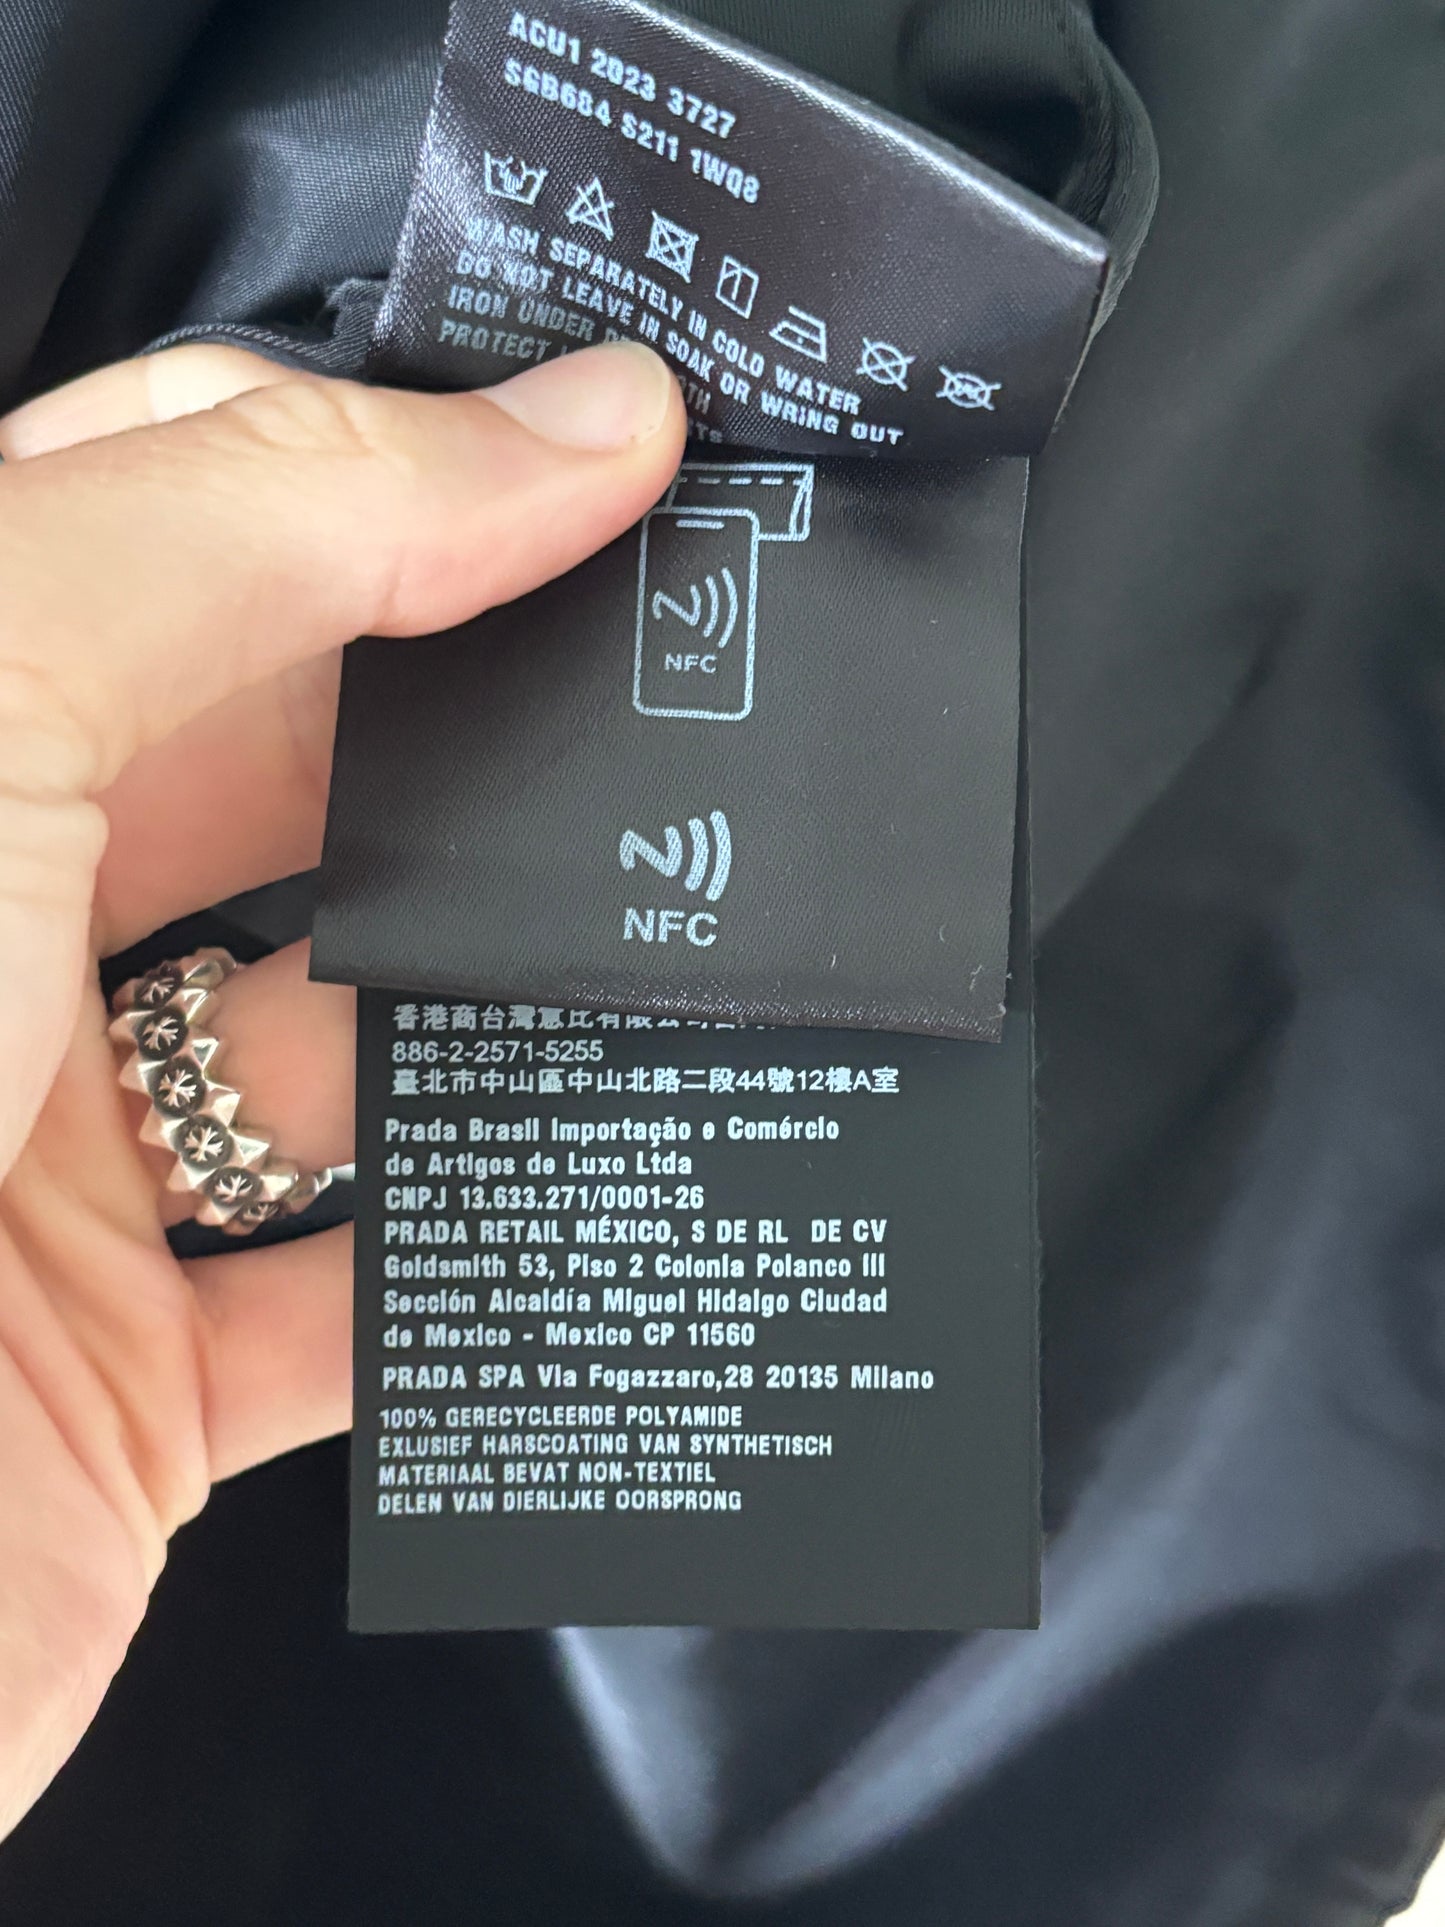 ACU1 2023 3727
SGB684 S211 1WQ8
WASH SEPARATELY IN COLD WATER
DO NOT LEAVE IN SOAK OR WRING OUT
IRON UNDER
PROTECT
NFC
NFC
886-2-2571-5255
臺北市中山區中山北路二段44號12樓A室
Prada Brasil Importação e Comércio
de Artigos de Luxo Ltda
CNPJ 13.633.271/0001-26
PRADA RETAIL MÉXICO, S DE RL DE CV
Goldsmith 53, Piso 2 Colonia Polanco III
Sección Alcaldía Miguel Hidalgo Ciudad
de Mexico - Mexico CP 11560
PRADA SPA Via Fogazzaro,28 20135 Milano
100% GERECYCLEERDE POLYAMIDE
EXLUSIEF HARSCOATING VAN SYNTHETISCH
MATERIAAL BEVAT NON-TEXTIEL
DELEN VAN DIERLIJKE OORSPRONG